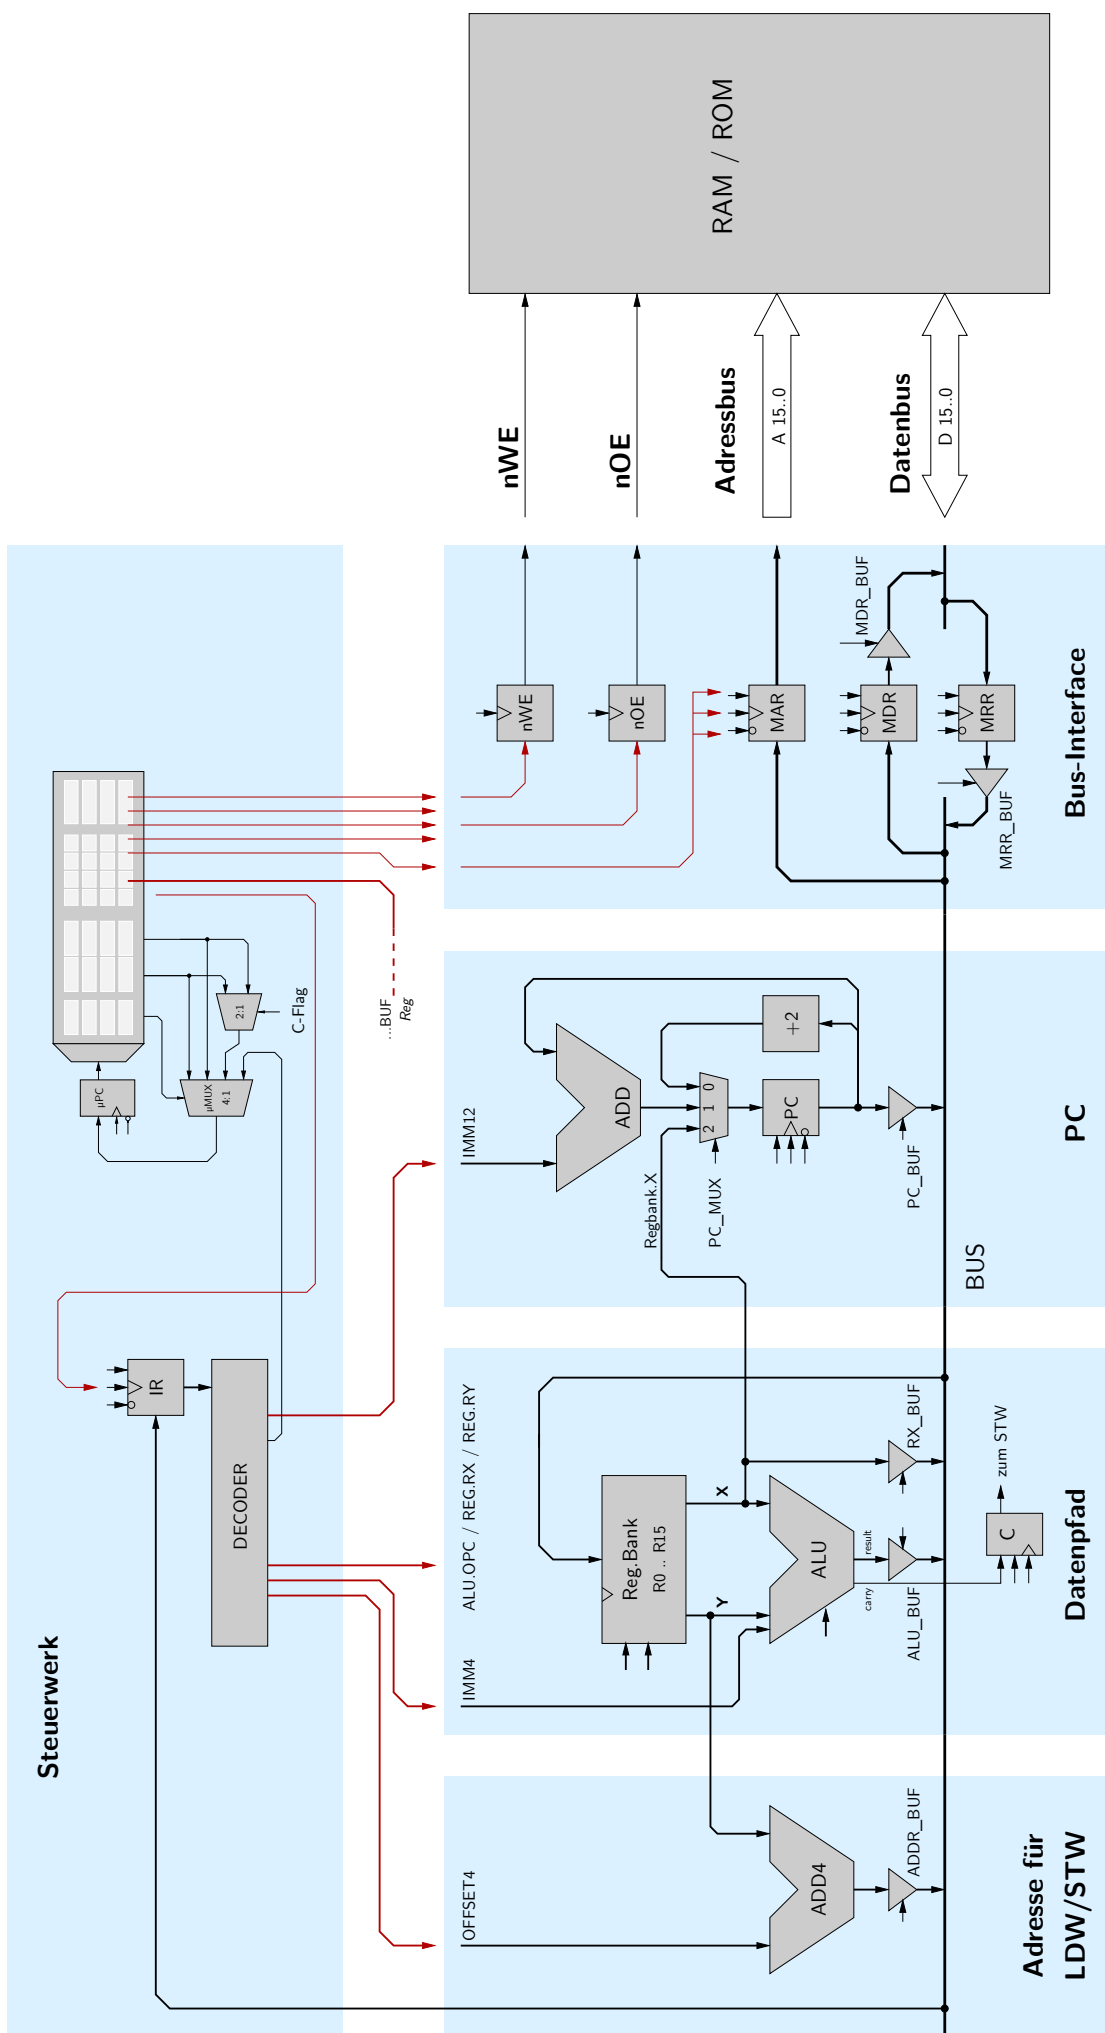 RAM / ROM
nWE
nOE
Adressbus
A 15..0
Datenbus
D 15..0
nWE
nOE
MAR
MDR
MRR
MDR_BUF
MRR_BUF
Bus-Interface
µPC
µMUX
4:1
2:1
C-Flag
...BUF
Reg
IMM12
ADD
+2
2 1 0
PC
PC_MUX
Regbank.X
PC_BUF
PC
BUS
Steuerwerk
IR
DECODER
ALU.OPC / REG.RX / REG.RY
IMM4
Reg.Bank
R0 .. R15
X
Y
ALU
result
carry
RX_BUF
ALU_BUF
C
zum STW
Datenpfad
OFFSET4
ADD4
ADDR_BUF
Adresse für
LDW/STW